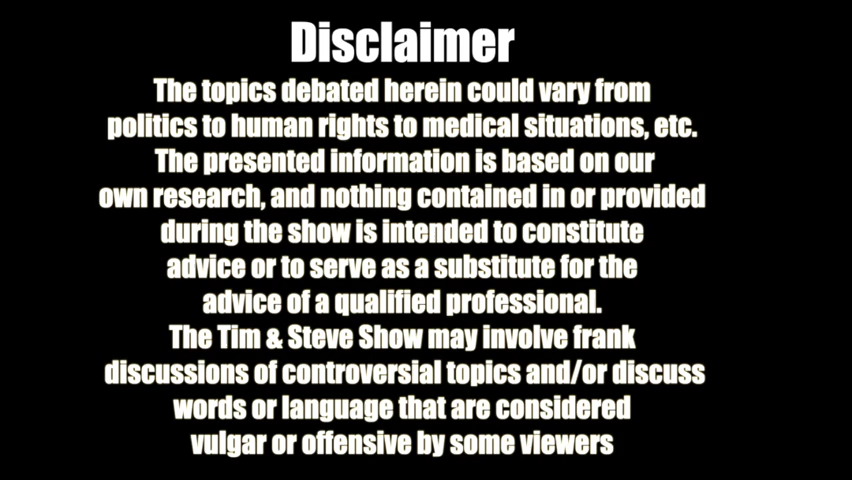 Disclaimer
The topics debated herein could vary from
politics to human rights to medical situations, etc.
The presented information is based on our
own research, and nothing contained in or provided
during the show is intended to constitute
advice or to serve as a substitute for the
advice of a qualified professional.
The Tim & Steve Show may involve frank
discussions of controversial topics and/or discuss
words or language that are considered
vulgar or offensive by some viewers